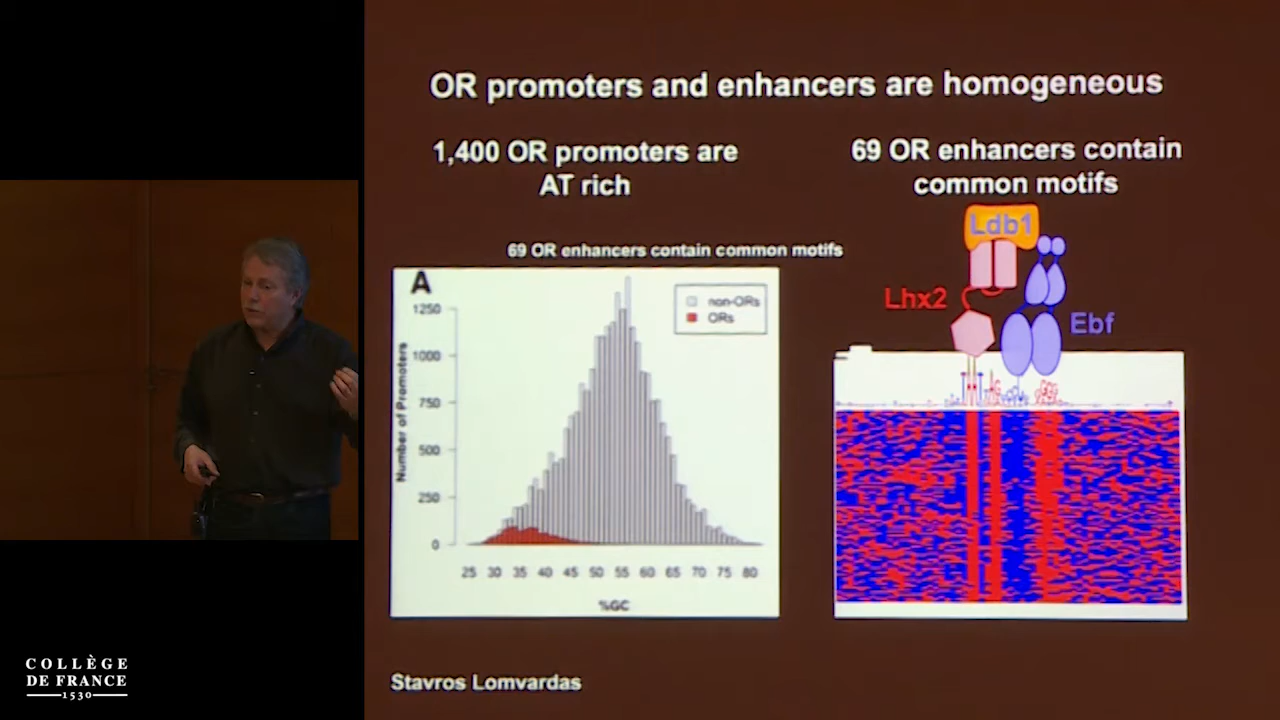 OR promoters and enhancers are homogeneous
1,400 OR promoters are
AT rich
69 OR enhancers contain
common motifs
69 OR enhancers contain common motifs
A
non-ORs
ORs
Number of Promoters
1250
1000
750
500
250
0
25 30 35 40 45 50 55 60 65 70 75 80
%GC
Ldb1
Lhx2
Ebf
Stavros Lomvardas
COLLÈGE
DE FRANCE
1530